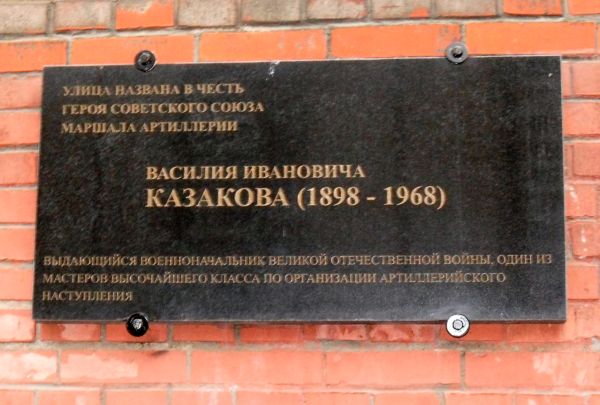 УЛИЦА НАЗВАНА В ЧЕСТЬ
ГЕРОЯ СОВЕТСКОГО СОЮЗА
МАРШАЛА АРТИЛЛЕРИИ
ВАСИЛИЯ ИВАНОВИЧА
КАЗАКОВА (1898 - 1968)
ВЫДАЮЩИЙСЯ ВОЕННОНАЧАЛЬНИК ВЕЛИКОЙ ОТЕЧЕСТВЕННОЙ ВОЙНЫ, ОДИН ИЗ
МАСТЕРОВ ВЫСОЧАЙШЕГО КЛАССА ПО ОРГАНИЗАЦИИ АРТИЛЛЕРИЙСКОГО
НАСТУПЛЕНИЯ